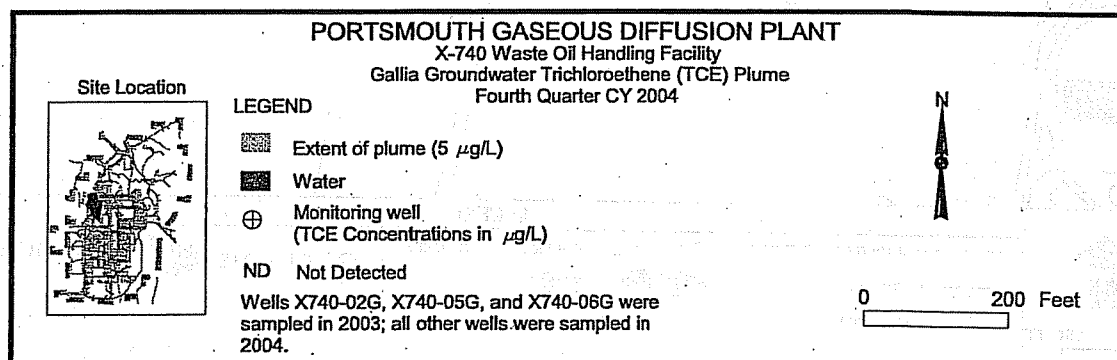 PORTSMOUTH GASEOUS DIFFUSION PLANT
X-740 Waste Oil Handling Facility
Gallia Groundwater Trichloroethene (TCE) Plume
Fourth Quarter CY 2004
Site Location
LEGEND
Extent of plume (5 μg/L)
Water
Monitoring well
(TCE Concentrations in μg/L)
ND Not Detected
Wells X740-02G, X740-05G, and X740-06G were
sampled in 2003; all other wells were sampled in
2004.
N
0 200 Feet